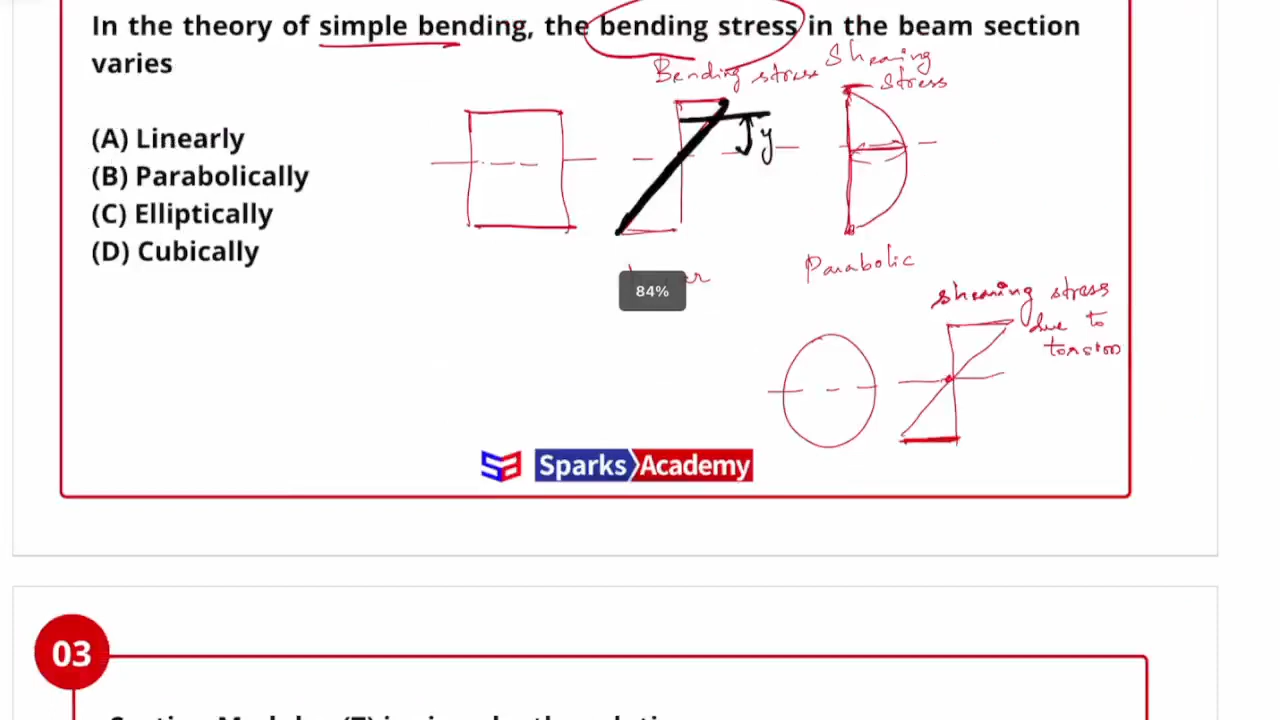 In the theory of simple bending, the bending stress in the beam section
varies
Bending stress
Shearing
stress
(A) Linearly
(B) Parabolically
(C) Elliptically
(D) Cubically
y
Parabolic
84%
shearing stress
due to
torsion
Sparks Academy
03